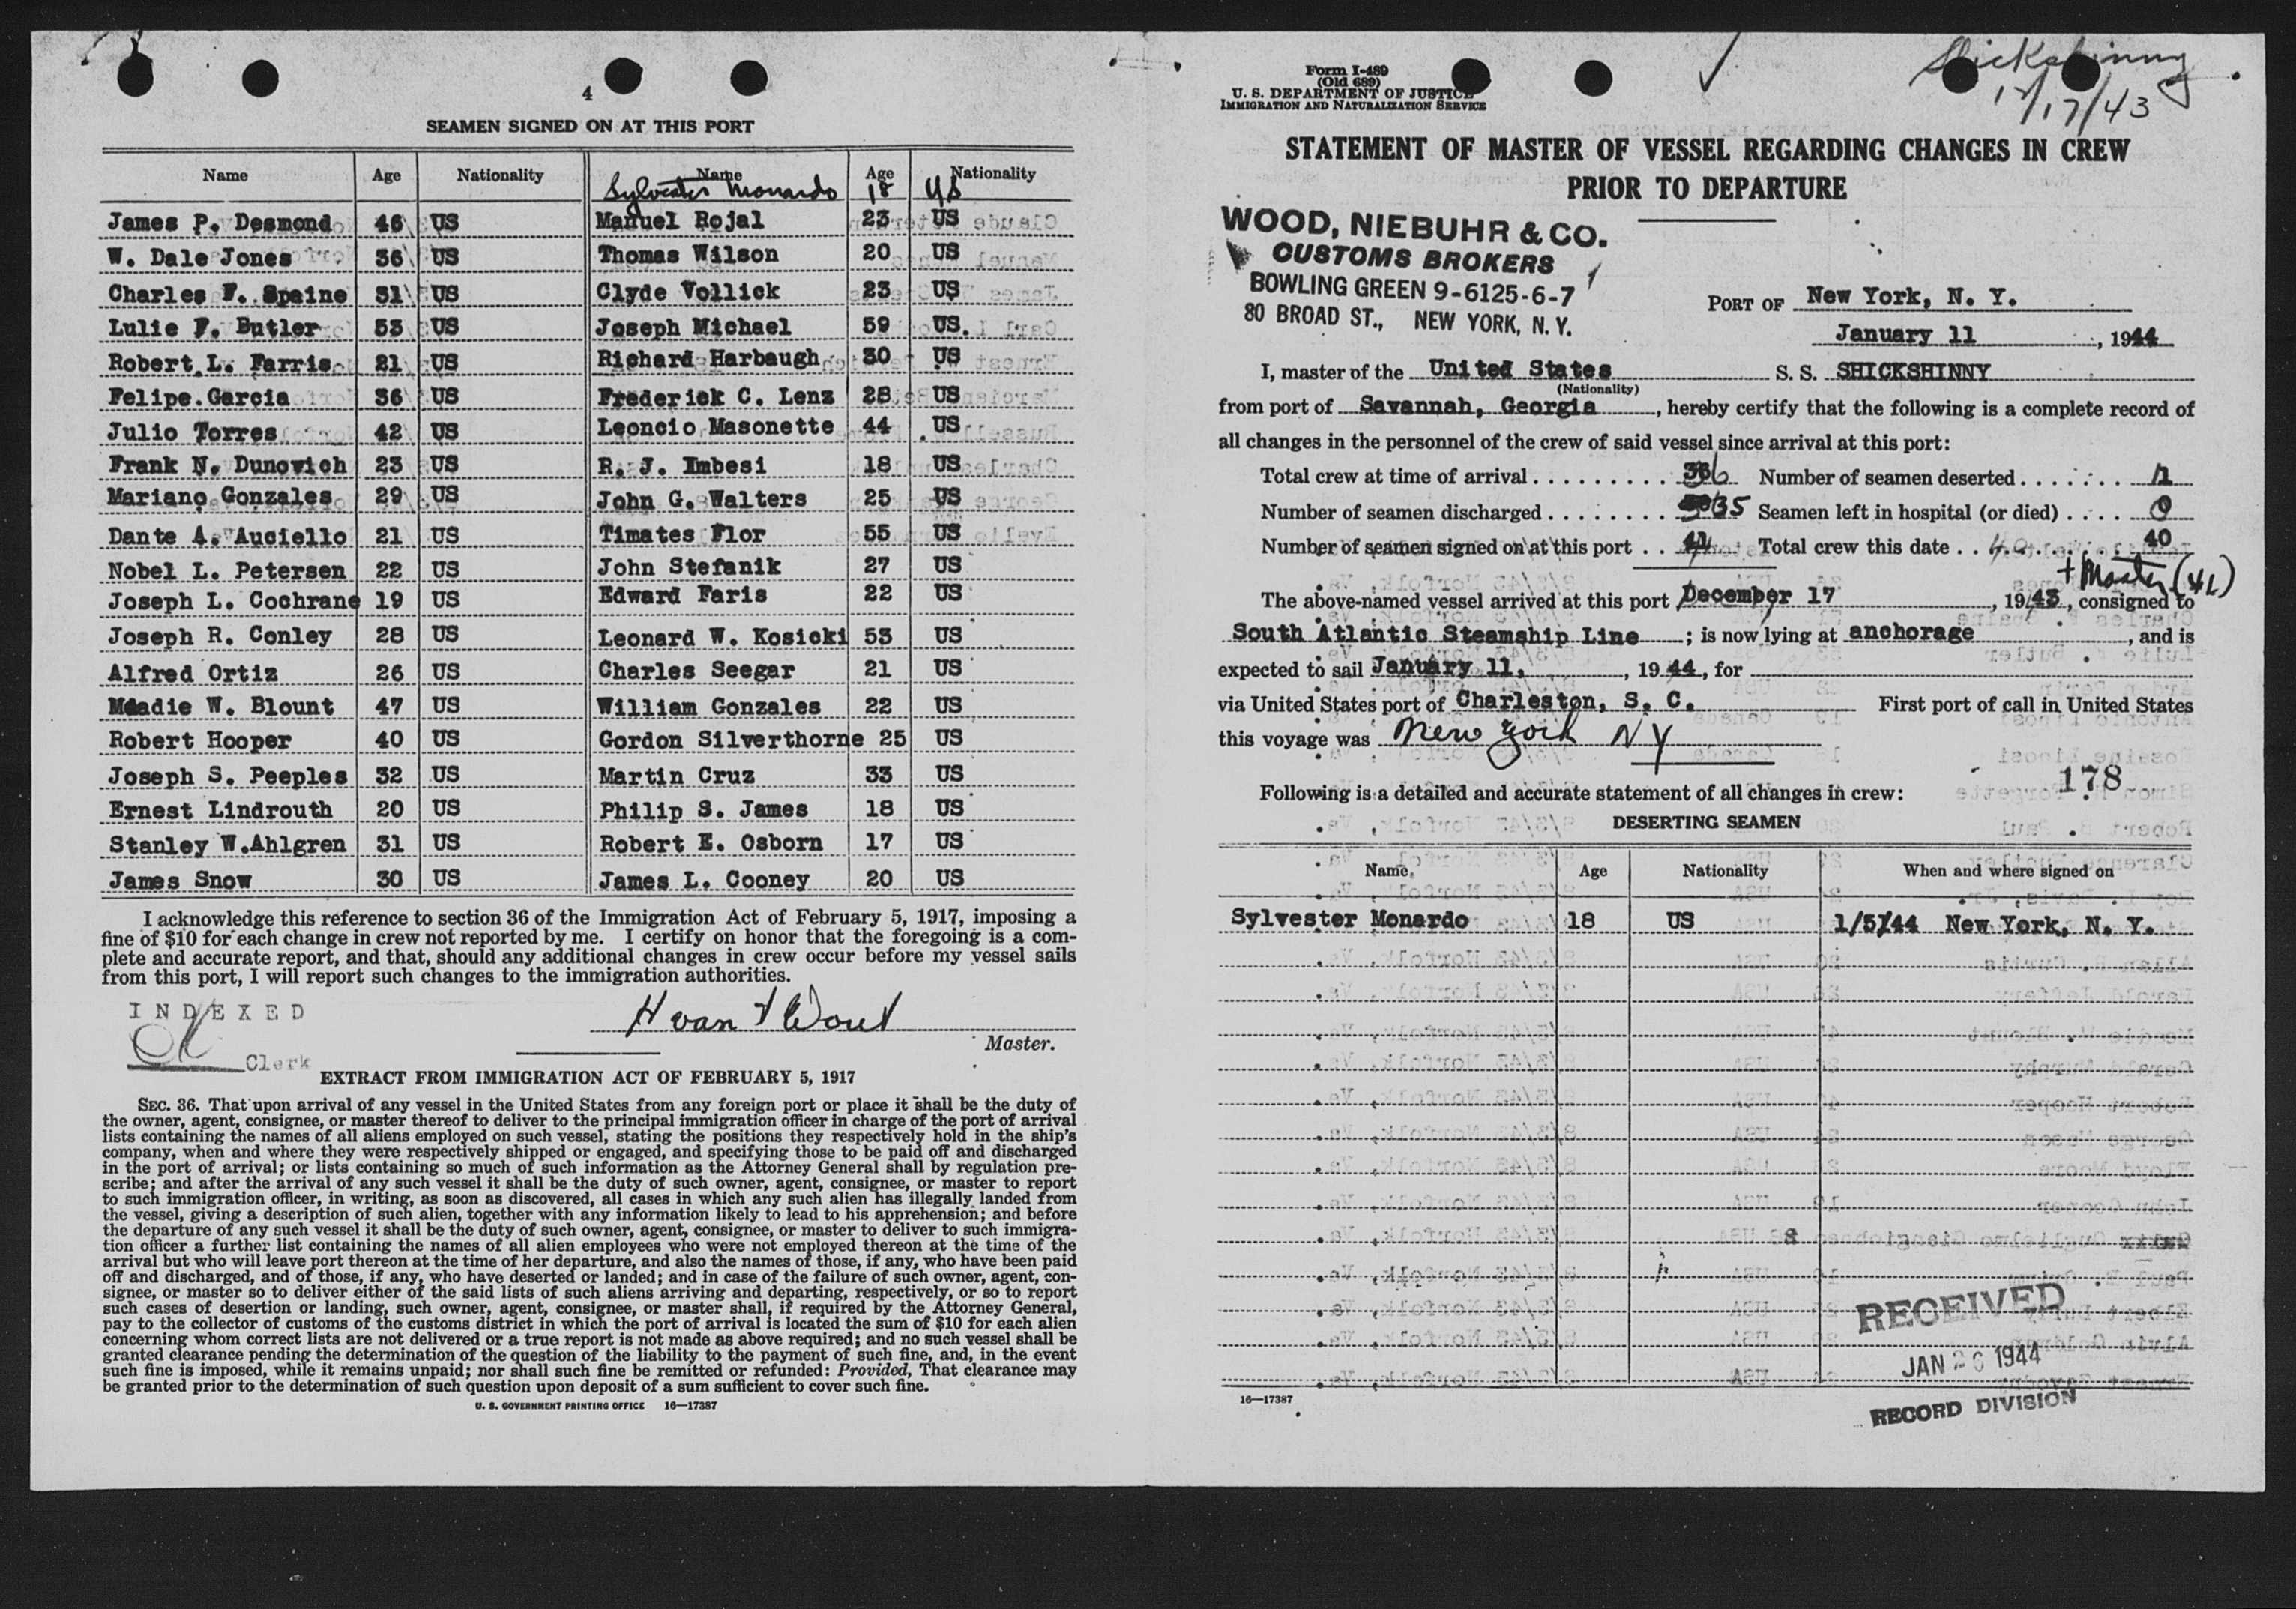 4
SEAMEN SIGNED ON AT THIS PORT
Name Age Nationality Name Age Nationality
Sylvester Monardo 18 US
James P. Desmond 46 US Manuel Rojal 23 US
W. Dale Jones 36 US Thomas Wilson 20 US
Charles F. Spaine 31 US Clyde Vollick 23 US
Lulie F. Butler 53 US Joseph Michael 59 US.
Robert L. Farris 21 US Richard Harbaugh 30 US
Felipe Garcia 36 US Frederick C. Lenz 28 US
Julio Torres 42 US Leoncio Masonette 44 US
Frank N. Dunovich 23 US R. J. Imbesi 18 US
Mariano Gonzales 29 US John G. Walters 25 US
Dante A. Auciello 21 US Timates Flor 55 US
Nobel L. Petersen 22 US John Stefanik 27 US
Joseph L. Cochrane 19 US Edward Faris 22 US
Joseph R. Conley 28 US Leonard W. Kosicki 53 US
Alfred Ortiz 26 US Charles Seegar 21 US
Meadie W. Blount 47 US William Gonzales 22 US
Robert Hooper 40 US Gordon Silverthorne 25 US
Joseph S. Peeples 32 US Martin Cruz 33 US
Ernest Lindrouth 20 US Philip S. James 18 US
Stanley W.Ahlgren 31 US Robert E. Osborn 17 US
James Snow 30 US James L. Cooney 20 US
I acknowledge this reference to section 36 of the Immigration Act of February 5, 1917, imposing a
fine of $10 for each change in crew not reported by me. I certify on honor that the foregoing is a com-
plete and accurate report, and that, should any additional changes in crew occur before my vessel sails
from this port, I will report such changes to the immigration authorities.
INDEXED
H van t Wout
Master.
OK Clerk
EXTRACT FROM IMMIGRATION ACT OF FEBRUARY 5, 1917
SEC. 36. That upon arrival of any vessel in the United States from any foreign port or place it shall be the duty of
the owner, agent, consignee, or master thereof to deliver to the principal immigration officer in charge of the port of arrival
lists containing the names of all aliens employed on such vessel, stating the positions they respectively hold in the ship's
company, when and where they were respectively shipped or engaged, and specifying those to be paid off and discharged
in the port of arrival; or lists containing so much of such information as the Attorney General shall by regulation pre-
scribe; and after the arrival of any such vessel it shall be the duty of such owner, agent, consignee, or master to report
to such immigration officer, in writing, as soon as discovered, all cases in which any such alien has illegally landed from
the vessel, giving a description of such alien, together with any information likely to lead to his apprehension; and before
the departure of any such vessel it shall be the duty of such owner, agent, consignee, or master to deliver to such immigra-
tion officer a further list containing the names of all alien employees who were not employed thereon at the time of the
arrival but who will leave port thereon at the time of her departure, and also the names of those, if any, who have been paid
off and discharged, and of those, if any, who have deserted or landed; and in case of the failure of such owner, agent, con-
signee, or master so to deliver either of the said lists of such aliens arriving and departing, respectively, or so to report
such cases of desertion or landing, such owner, agent, consignee, or master shall, if required by the Attorney General,
pay to the collector of customs of the customs district in which the port of arrival is located the sum of $10 for each alien
concerning whom correct lists are not delivered or a true report is not made as above required; and no such vessel shall be
granted clearance pending the determination of the question of the liability to the payment of such fine, and, in the event
such fine is imposed, while it remains unpaid; nor shall such fine be remitted or refunded: Provided, That clearance may
be granted prior to the determination of such question upon deposit of a sum sufficient to cover such fine.
U. S. GOVERNMENT PRINTING OFFICE 16—17387
Form I-489
(Old 689)
U. S. DEPARTMENT OF JUSTICE
IMMIGRATION AND NATURALIZATION SERVICE
Shickshinny
12/17/43
STATEMENT OF MASTER OF VESSEL REGARDING CHANGES IN CREW
PRIOR TO DEPARTURE
WOOD, NIEBUHR & CO.
CUSTOMS BROKERS
BOWLING GREEN 9-6125-6-7
80 BROAD ST., NEW YORK, N. Y.
PORT OF New York, N. Y.
January 11, 1944
I, master of the United States S. S. SHICKSHINNY
(Nationality)
from port of Savannah, Georgia, hereby certify that the following is a complete record of
all changes in the personnel of the crew of said vessel since arrival at this port:
Total crew at time of arrival 36 Number of seamen deserted 1
Number of seamen discharged 35 Seamen left in hospital (or died) 0
Number of seamen signed on at this port 41 Total crew this date 40 40
+ Master (41)
The above-named vessel arrived at this port December 17, 1943, consigned to
South Atlantic Steamship Line; is now lying at anchorage, and is
expected to sail January 11, 1944, for
via United States port of Charleston, S. C. First port of call in United States
this voyage was New York NY
178
Following is a detailed and accurate statement of all changes in crew:
DESERTING SEAMEN
Name Age Nationality When and where signed on
Sylvester Monardo 18 US 1/5/44 New York, N. Y.
RECEIVED
JAN 26 1944
RECORD DIVISION
16—17387